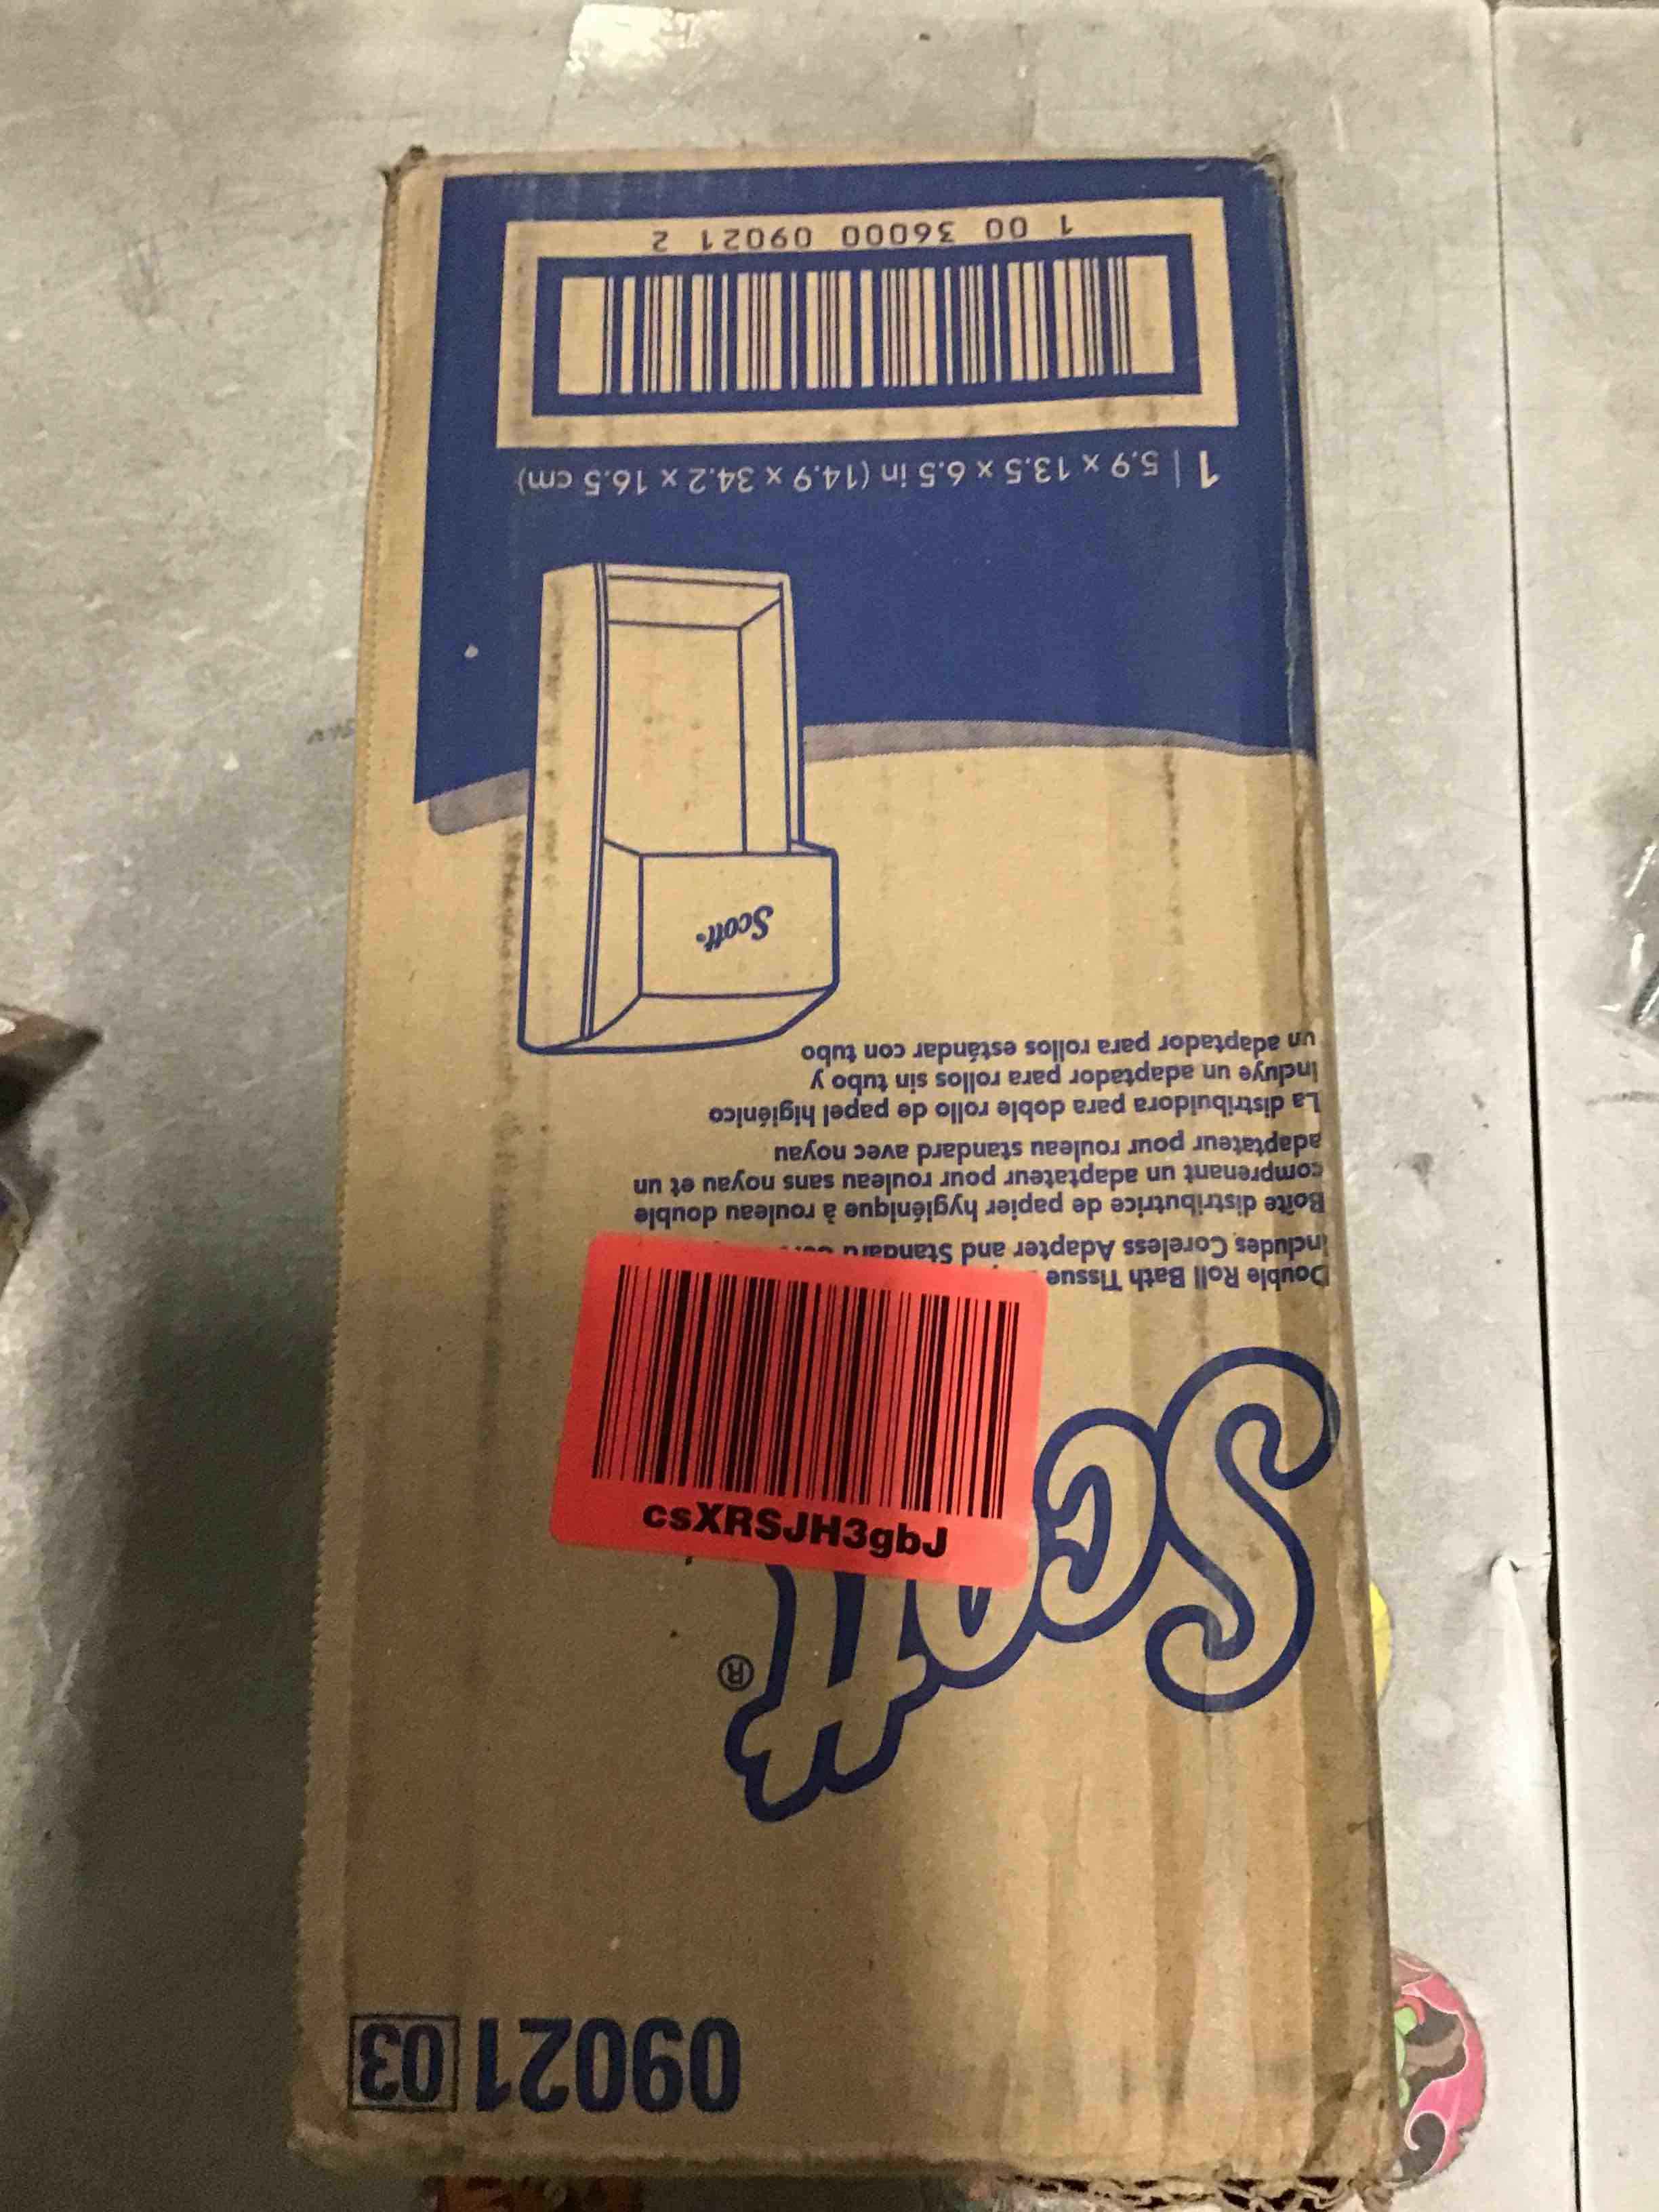 09021 03
Scott®
csXRSJH3gbJ
Double Roll Bath Tissue
includes Coreless Adapter and Standard
Boîte distributrice de papier hygiénique à rouleau double
comprenant un adaptateur pour rouleau sans noyau et un
adaptateur pour rouleau standard avec noyau
La distribuidora para doble rollo de papel higiénico
incluye un adaptador para rollos sin tubo y
un adaptador para rollos estándar con tubo
Scott®
1 | 5.9 x 13.5 x 6.5 in (14.9 x 34.2 x 16.5 cm)
1 00 36000 09021 2